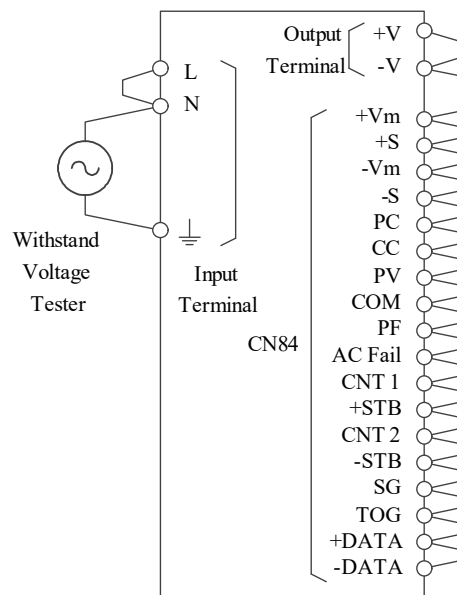 Output
Terminal
+V
-V
L
N
Withstand
Voltage
Tester
Input
Terminal
CN84
+Vm
+S
-Vm
-S
PC
CC
PV
COM
PF
AC Fail
CNT 1
+STB
CNT 2
-STB
SG
TOG
+DATA
-DATA